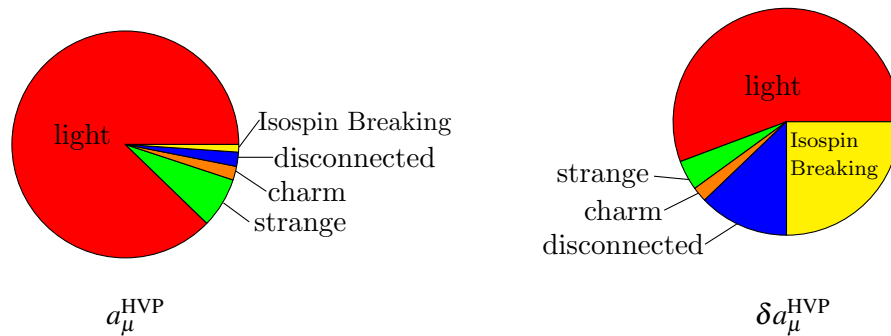 light
Isospin Breaking
disconnected
charm
strange
a_μ^HVP
light
Isospin
Breaking
strange
charm
disconnected
δa_μ^HVP